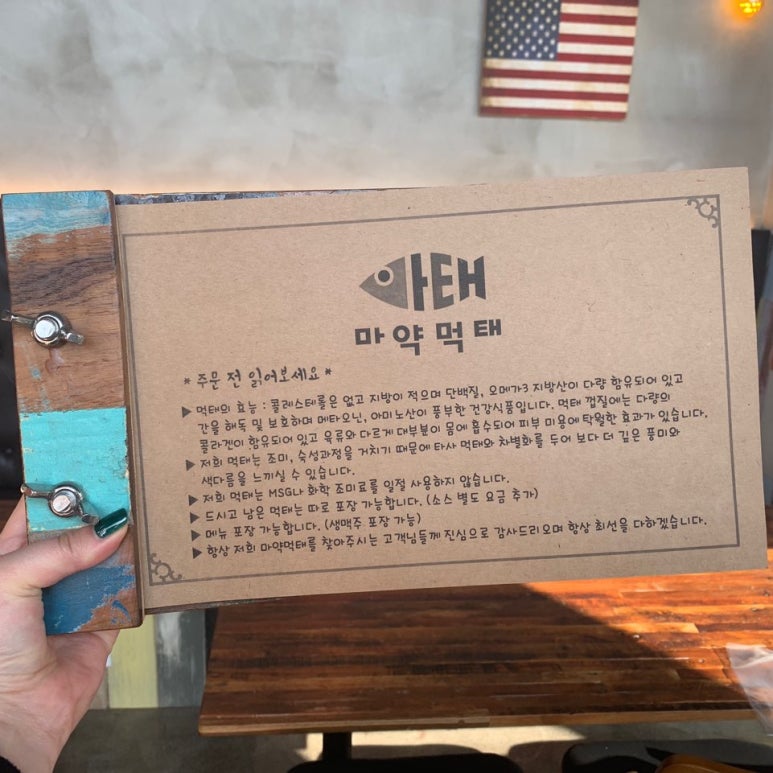 마태
마약먹태
* 주문 전 읽어보세요 *
▶ 먹태의 효능 : 콜레스테롤은 없고 지방이 적으며 단백질, 오메가3 지방산이 다량 함유되어 있고
간을 해독 및 보호하며 메타오닌, 아미노산이 풍부한 건강식품입니다. 먹태 껍질에는 다량의
콜라겐이 함유되어 있고 육류와 다르게 대부분이 몸에 흡수되어 피부 미용에 탁월한 효과가 있습니다.
▶ 저희 먹태는 조미, 숙성과정을 거치기 때문에 타사 먹태와 차별화를 두어 보다 더 깊은 풍미와
색다름을 느끼실 수 있습니다.
▶ 저희 먹태는 MSG나 화학 조미료를 일절 사용하지 않습니다.
▶ 드시고 남은 먹태는 따로 포장 가능합니다. (소스 별도 요금 추가)
▶ 메뉴 포장 가능합니다. (생맥주 포장 가능)
▶ 항상 저희 마약먹태를 찾아주시는 고객님들께 진심으로 감사드리오며 항상 최선을 다하겠습니다.